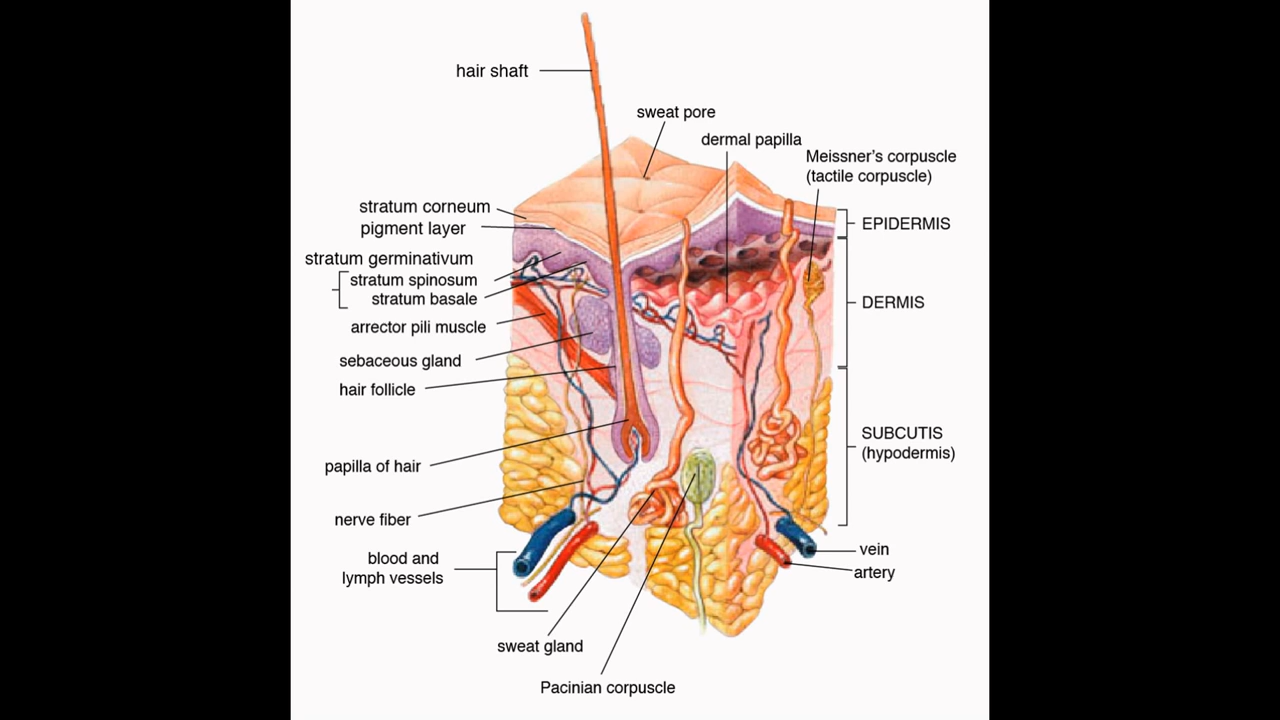 hair shaft
sweat pore
dermal papilla
Meissner's corpuscle
(tactile corpuscle)
stratum corneum
pigment layer
EPIDERMIS
stratum germinativum
stratum spinosum
stratum basale
DERMIS
arrector pili muscle
sebaceous gland
hair follicle
SUBCUTIS
(hypodermis)
papilla of hair
nerve fiber
blood and
lymph vessels
vein
artery
sweat gland
Pacinian corpuscle